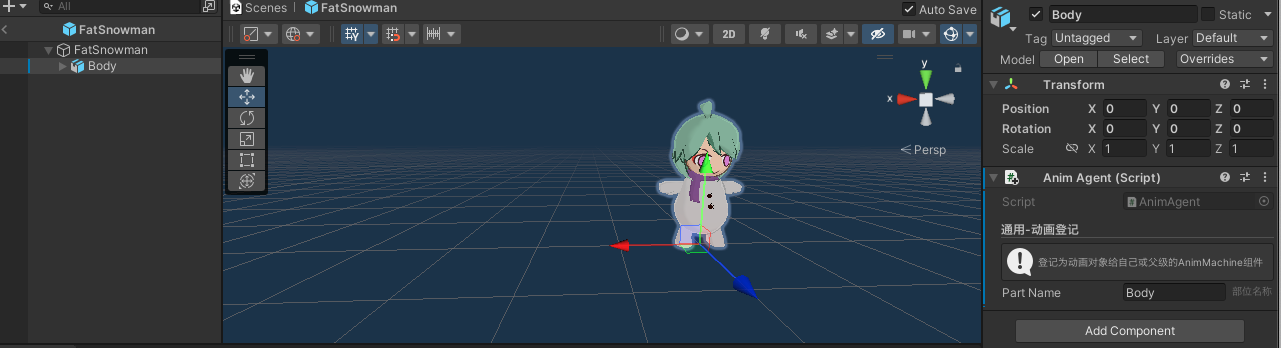 All
FatSnowman
FatSnowman
Body
Scenes
FatSnowman
Auto Save
2D
y
x
Persp
Body
Static
Tag Untagged Layer Default
Model Open Select Overrides
Transform
Position X 0 Y 0 Z 0
Rotation X 0 Y 0 Z 0
Scale X 1 Y 1 Z 1
Anim Agent (Script)
Script AnimAgent
通用-动画登记
登记为动画对象给自己或父级的AnimMachine组件
Part Name Body 部位名称
Add Component